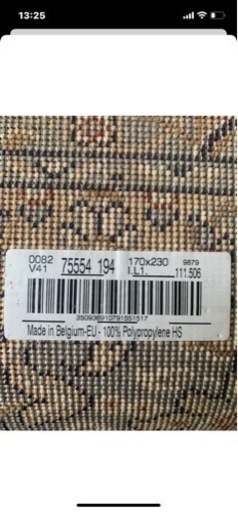 13:25
0082 75554 194 170x230 9879
V41 I.L1. 111.506
Made in Belgium-EU - 100% Polypropylene HS